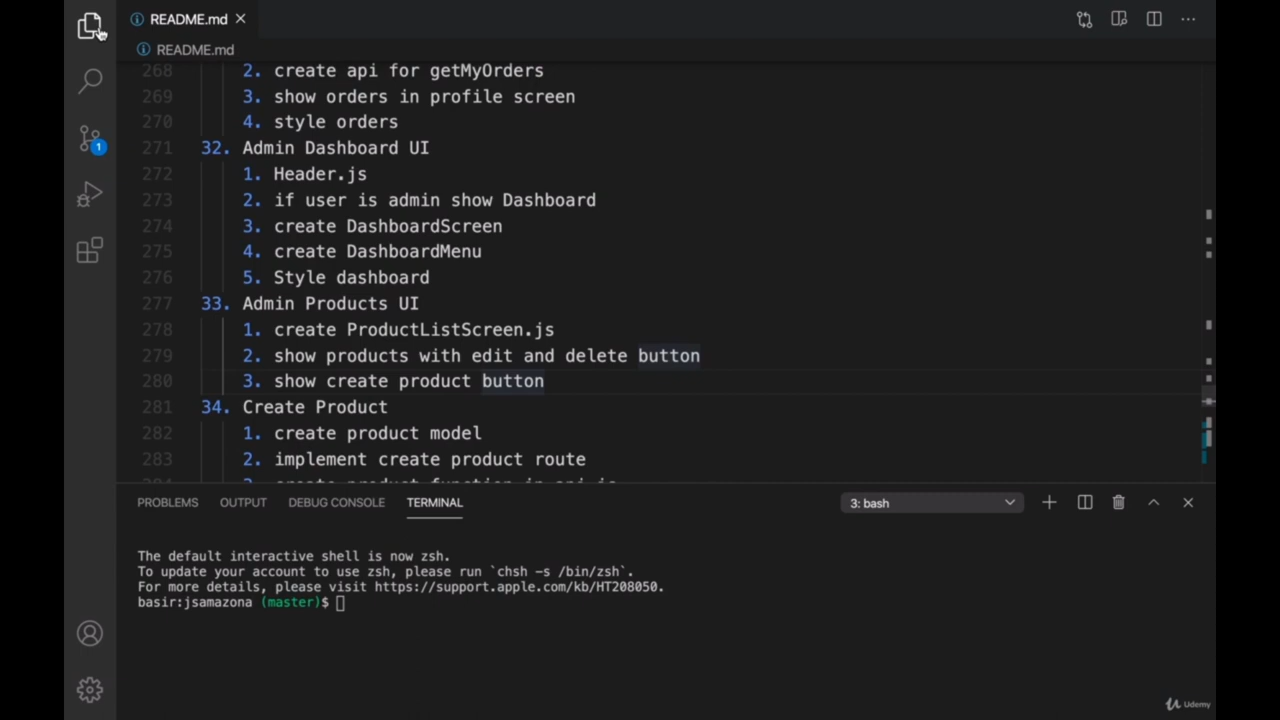 README.md
README.md
268 2. create api for getMyOrders
269 3. show orders in profile screen
270 4. style orders
271 32. Admin Dashboard UI
272 1. Header.js
273 2. if user is admin show Dashboard
274 3. create DashboardScreen
275 4. create DashboardMenu
276 5. Style dashboard
277 33. Admin Products UI
278 1. create ProductListScreen.js
279 2. show products with edit and delete button
280 3. show create product button
281 34. Create Product
282 1. create product model
283 2. implement create product route
PROBLEMS OUTPUT DEBUG CONSOLE TERMINAL 3: bash
The default interactive shell is now zsh.
To update your account to use zsh, please run `chsh -s /bin/zsh`.
For more details, please visit https://support.apple.com/kb/HT208050.
basir:jsamazona (master)$
1
Udemy